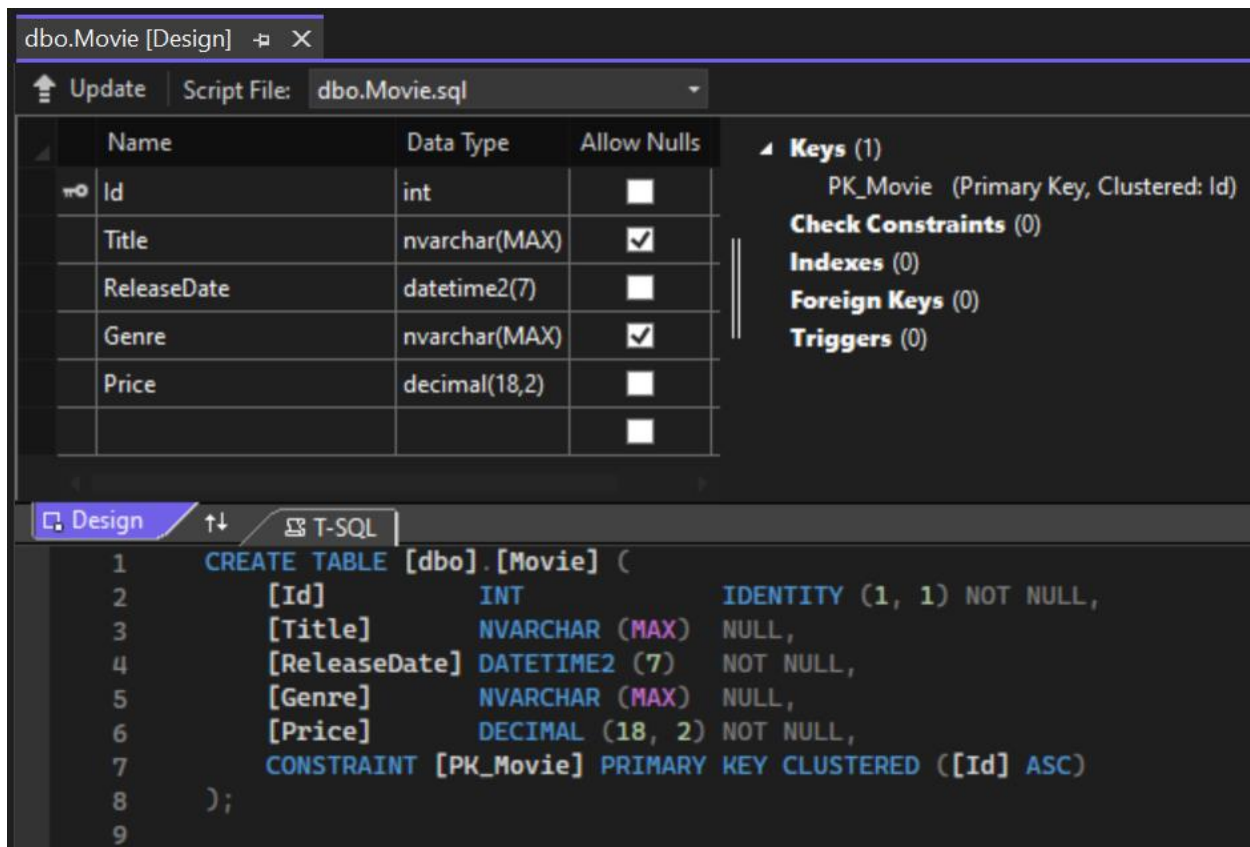 dbo.Movie [Design]
Update Script File: dbo.Movie.sql
Name Data Type Allow Nulls
Id int
Title nvarchar(MAX)
ReleaseDate datetime2(7)
Genre nvarchar(MAX)
Price decimal(18,2)
Keys (1)
PK_Movie (Primary Key, Clustered: Id)
Check Constraints (0)
Indexes (0)
Foreign Keys (0)
Triggers (0)
Design T-SQL
1 CREATE TABLE [dbo].[Movie] (
2 [Id] INT IDENTITY (1, 1) NOT NULL,
3 [Title] NVARCHAR (MAX) NULL,
4 [ReleaseDate] DATETIME2 (7) NOT NULL,
5 [Genre] NVARCHAR (MAX) NULL,
6 [Price] DECIMAL (18, 2) NOT NULL,
7 CONSTRAINT [PK_Movie] PRIMARY KEY CLUSTERED ([Id] ASC)
8 );
9